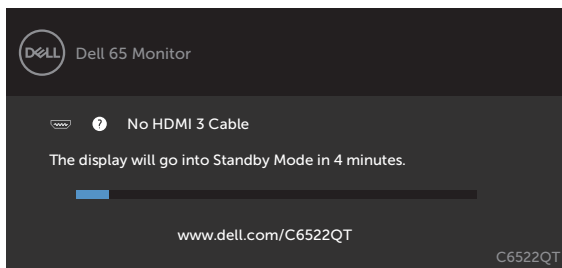 DELL
Dell 65 Monitor
? No HDMI 3 Cable
The display will go into Standby Mode in 4 minutes.
www.dell.com/C6522QT
C6522QT